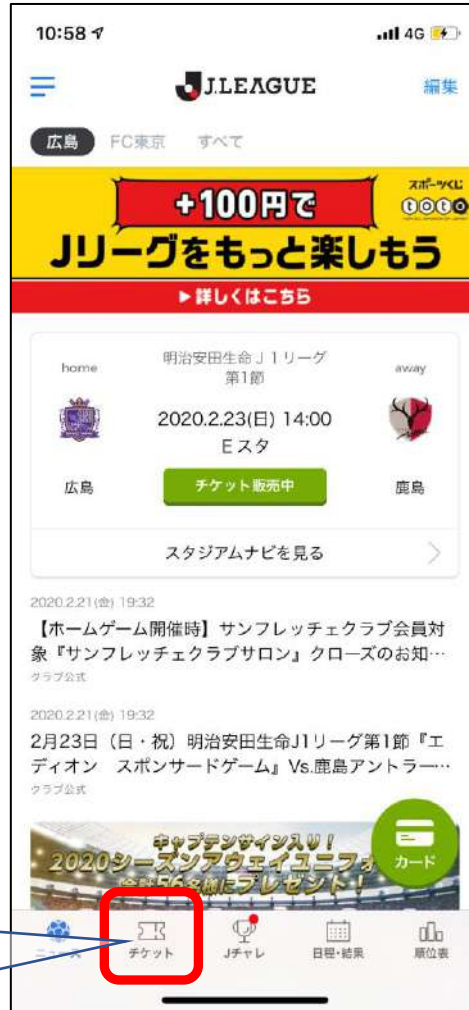 10:58
4G
J.LEAGUE
編集
広島
FC東京
すべて
+100円で
スポーツくじ
toto
Jリーグをもっと楽しもう
▶詳しくはこちら
home
明治安田生命J1リーグ
第1節
away
2020.2.23(日) 14:00
Eスタ
広島
チケット販売中
鹿島
スタジアムナビを見る
2020.2.21(金) 19:32
【ホームゲーム開催時】サンフレッチェクラブ会員対
象『サンフレッチェクラブサロン』クローズのお知…
クラブ公式
2020.2.21(金) 19:32
2月23日（日・祝）明治安田生命J1リーグ第1節『エ
ディオン　スポンサードゲーム』Vs.鹿島アントラー…
クラブ公式
キャプテンサイン入り！
2020シーズンアウェイユニフォ
プレゼント！
カード
ニュース
チケット
Jチャレ
日程・結果
順位表